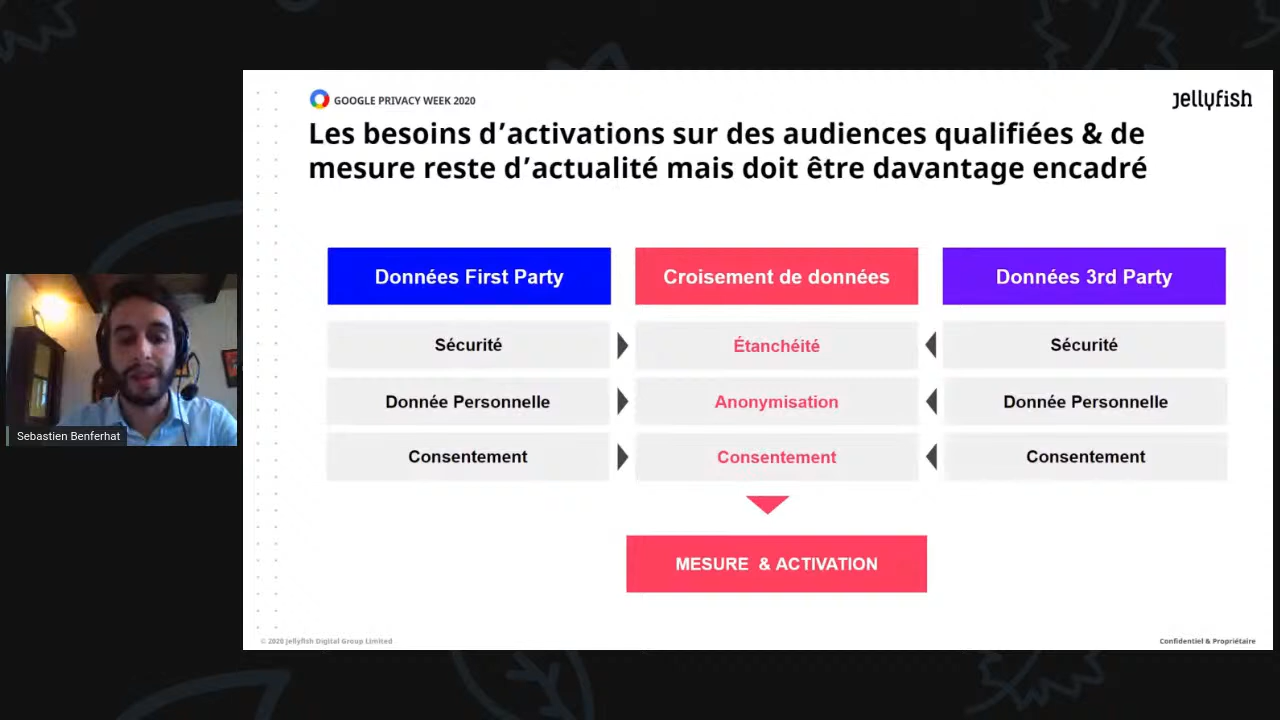 GOOGLE PRIVACY WEEK 2020
Jellyfish
Les besoins d’activations sur des audiences qualifiées & de
mesure reste d’actualité mais doit être davantage encadré
Données First Party
Croisement de données
Données 3rd Party
Sécurité
Étanchéité
Sécurité
Donnée Personnelle
Anonymisation
Donnée Personnelle
Consentement
Consentement
Consentement
MESURE & ACTIVATION
Sebastien Benferhat
© 2020 Jellyfish Digital Group Limited
Confidentiel & Propriétaire